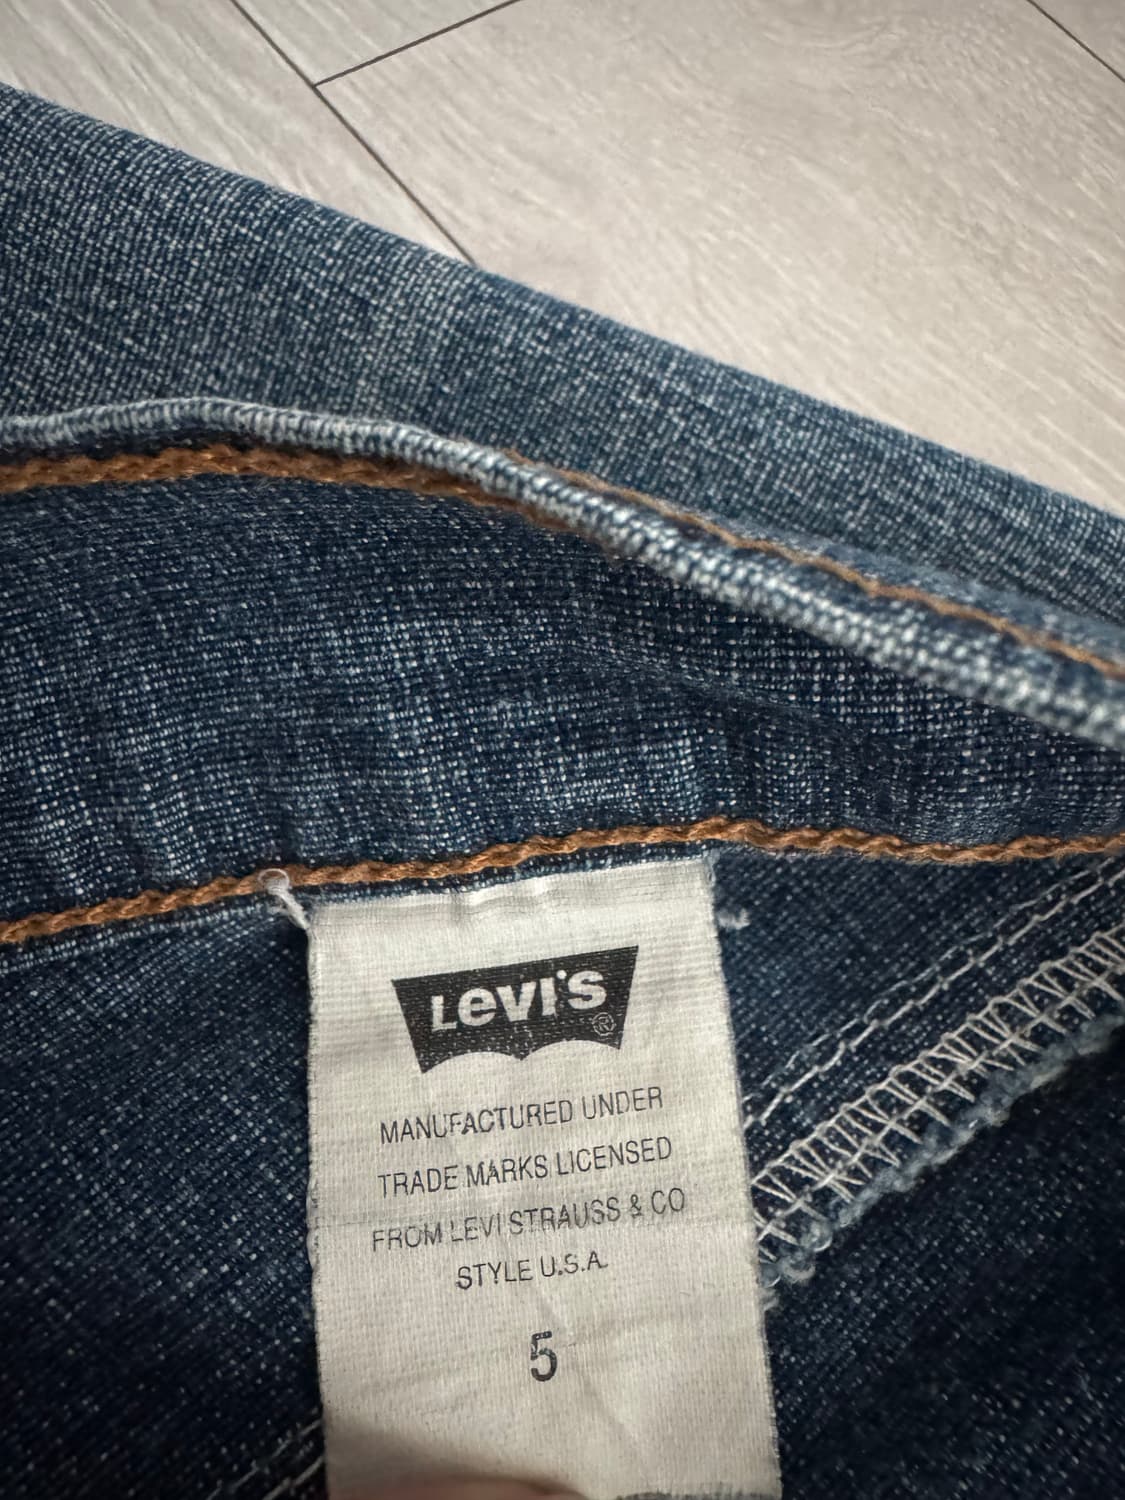 Levi's ®
MANUFACTURED UNDER
TRADE MARKS LICENSED
FROM LEVI STRAUSS & CO
STYLE U.S.A.
5